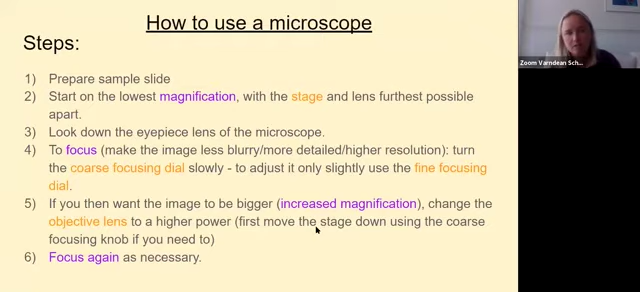 How to use a microscope
Steps:
1) Prepare sample slide
2) Start on the lowest magnification, with the stage and lens furthest possible
apart.
3) Look down the eyepiece lens of the microscope.
4) To focus (make the image less blurry/more detailed/higher resolution): turn
the coarse focusing dial slowly - to adjust it only slightly use the fine focusing
dial.
5) If you then want the image to be bigger (increased magnification), change the
objective lens to a higher power (first move the stage down using the coarse
focusing knob if you need to)
6) Focus again as necessary.
Zoom Varndean Sch...